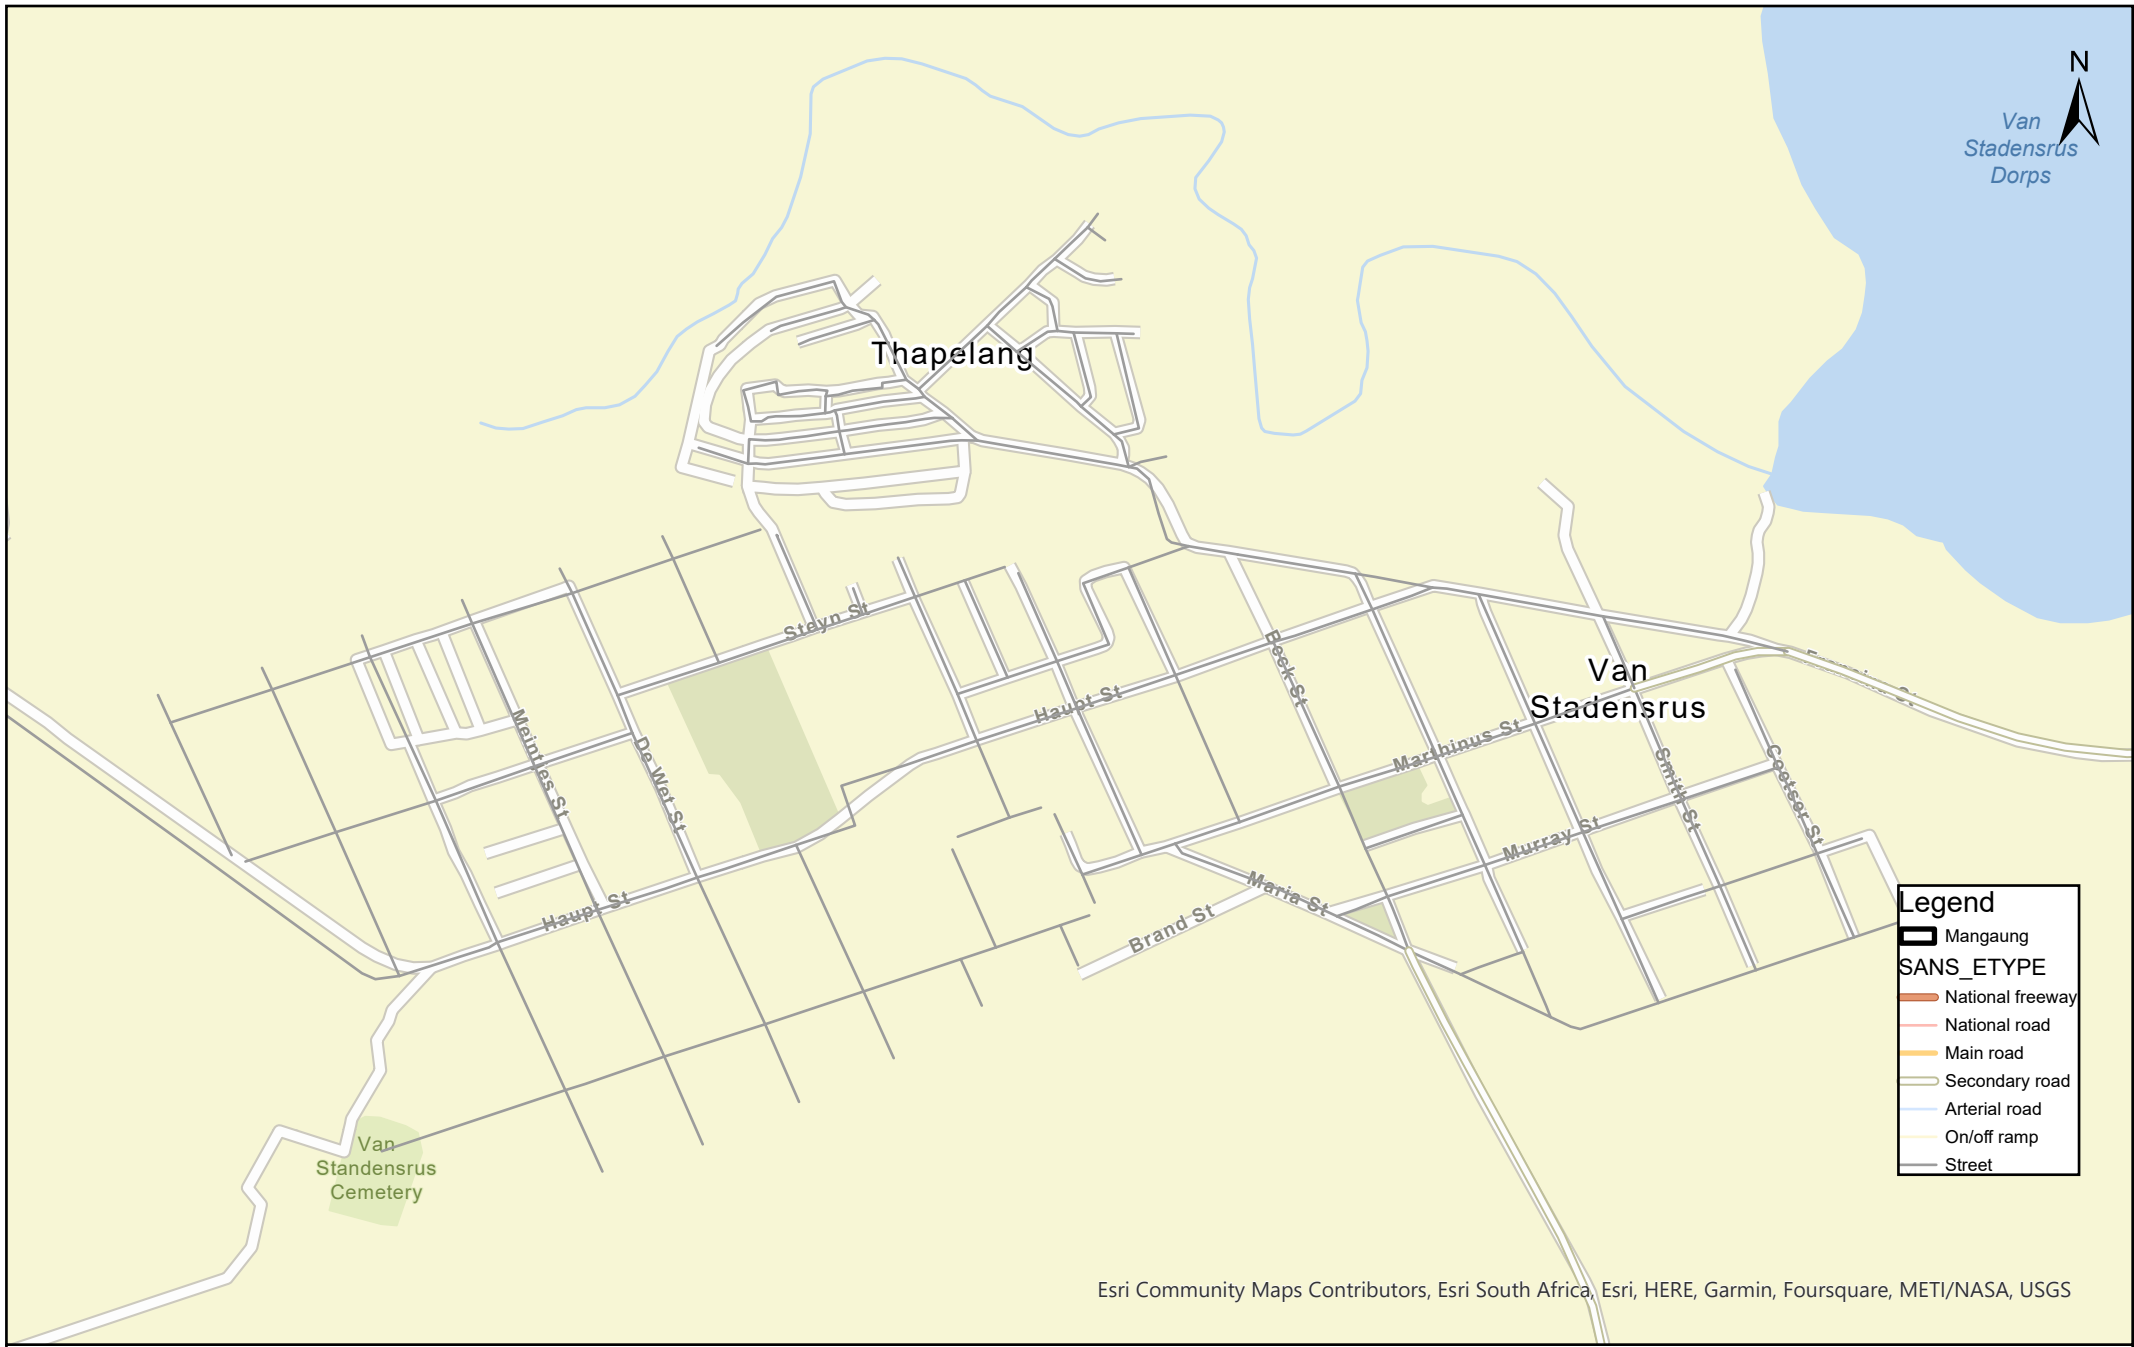 N
Van
Stadensrus
Dorps
Thapelang
Steyn St
Beck St
Van
Stadensrus
Haupt St
Meintjes St
De Wet St
Marthinus St
Smith St
Coetser St
Murray St
Maria St
Brand St
Haupt St
Legend
Mangaung
SANS_ETYPE
National freeway
National road
Main road
Secondary road
Arterial road
On/off ramp
Street
Van
Standensrus
Cemetery
Esri Community Maps Contributors, Esri South Africa, Esri, HERE, Garmin, Foursquare, METI/NASA, USGS